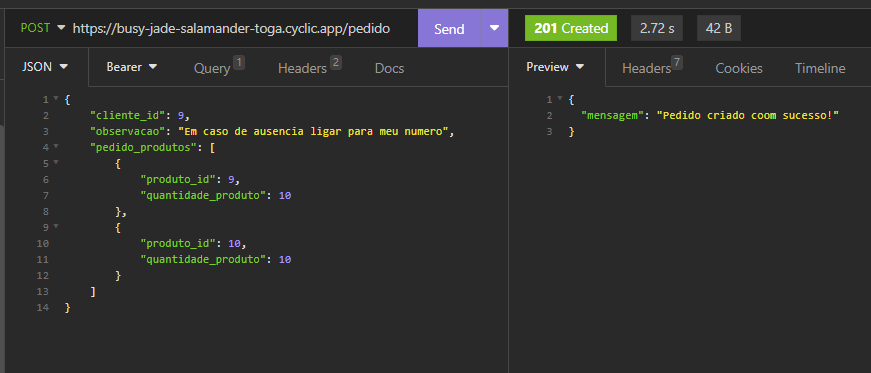 POST https://busy-jade-salamander-toga.cyclic.app/pedido Send 201 Created 2.72 s 42 B
JSON Bearer Query 1 Headers 2 Docs Preview Headers 7 Cookies Timeline
1 {
2 "cliente_id": 9,
3 "observacao": "Em caso de ausencia ligar para meu numero",
4 "pedido_produtos": [
5 {
6 "produto_id": 9,
7 "quantidade_produto": 10
8 },
9 {
10 "produto_id": 10,
11 "quantidade_produto": 10
12 }
13 ]
14 }
1 {
2 "mensagem": "Pedido criado coom sucesso!"
3 }